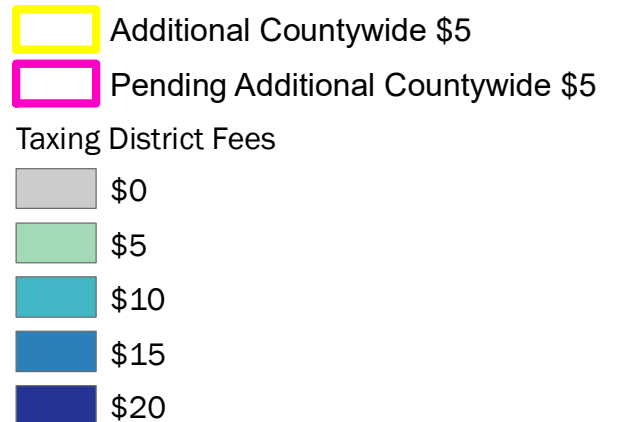 Additional Countywide $5
Pending Additional Countywide $5
Taxing District Fees
$0
$5
$10
$15
$20